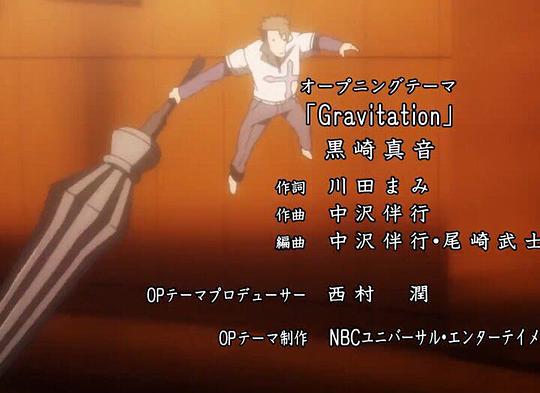 オープニングテーマ
「Gravitation」
黒崎真音
作詞 川田まみ
作曲 中沢伴行
編曲 中沢伴行・尾崎武士
OPテーマプロデューサー 西村 潤
OPテーマ制作 NBCユニバーサル・エンターテイメ